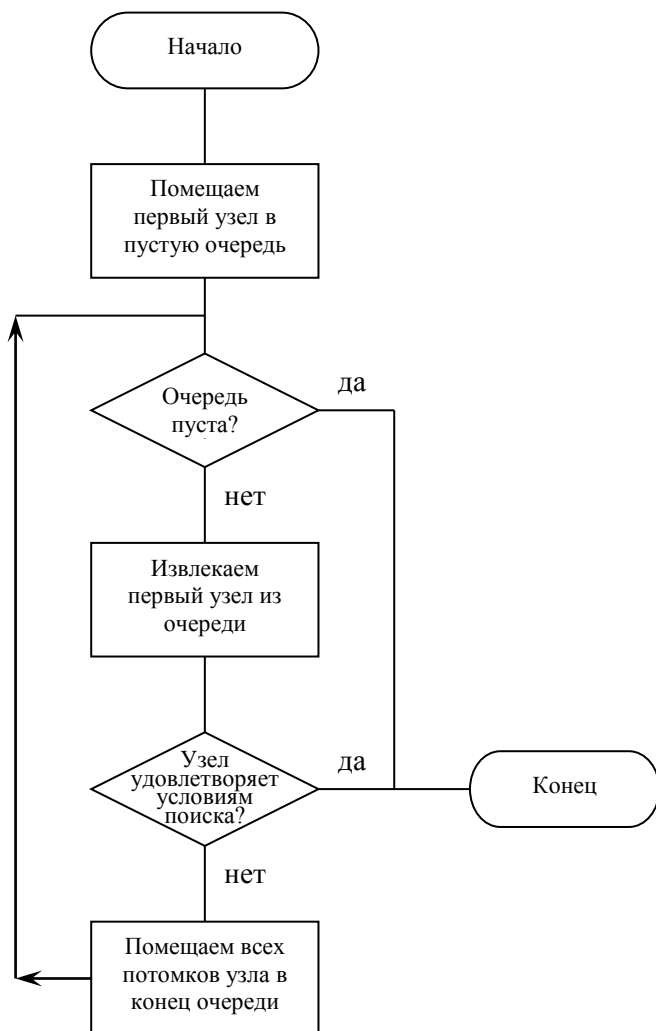 Начало
Помещаем
первый узел в
пустую очередь
Очередь
пуста?
да
нет
Извлекаем
первый узел из
очереди
Узел
удовлетворяет
условиям
поиска?
да
Конец
нет
Помещаем всех
потомков узла в
конец очереди